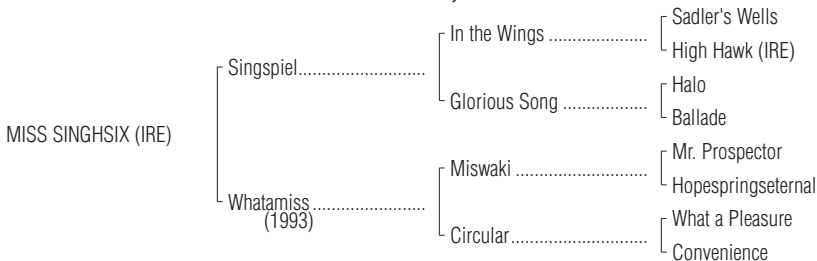 Sadler's Wells
In the Wings ......................
High Hawk (IRE)
Singspiel...........................
Halo
Glorious Song ...................
Ballade
MISS SINGHSIX (IRE)
Mr. Prospector
Miswaki .............................
Hopespringseternal
Whatamiss ........................
(1993)
What a Pleasure
Circular..............................
Convenience